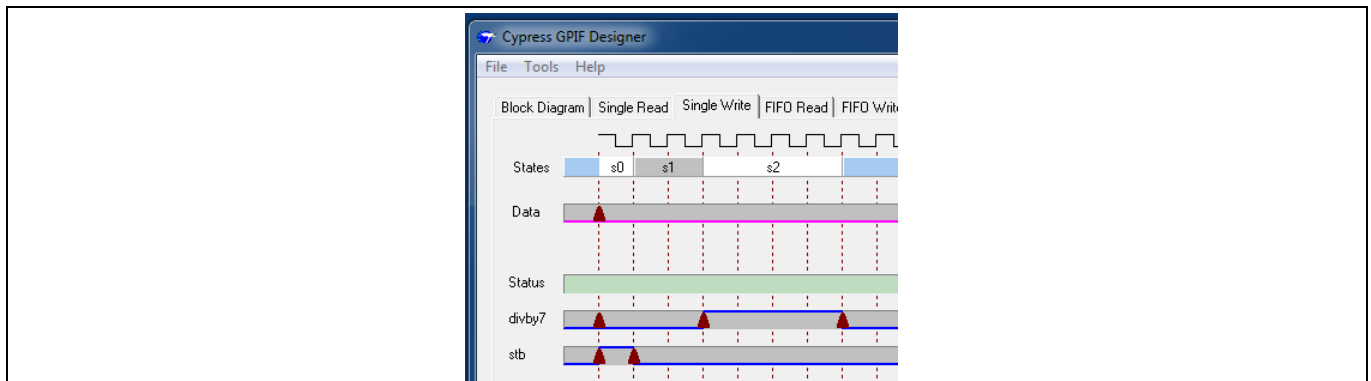 Cypress GPIF Designer
File Tools Help
Block Diagram Single Read Single Write FIFO Read FIFO Writ
States s0 s1 s2
Data
Status
divby7
stb